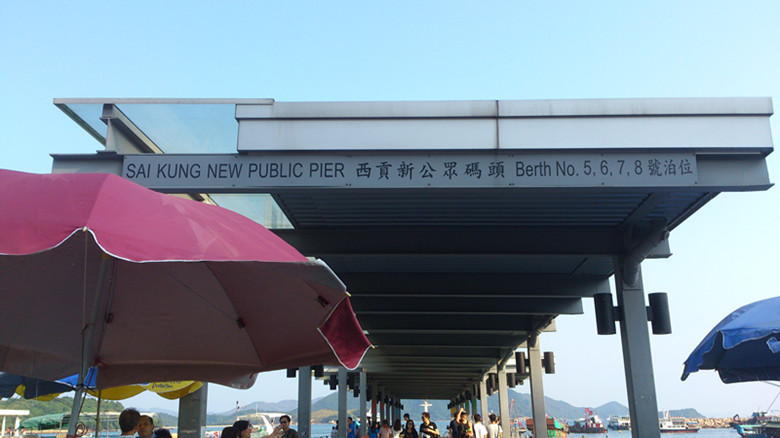 SAI KUNG NEW PUBLIC PIER 西貢新公眾碼頭 Berth No. 5, 6, 7, 8 號泊位